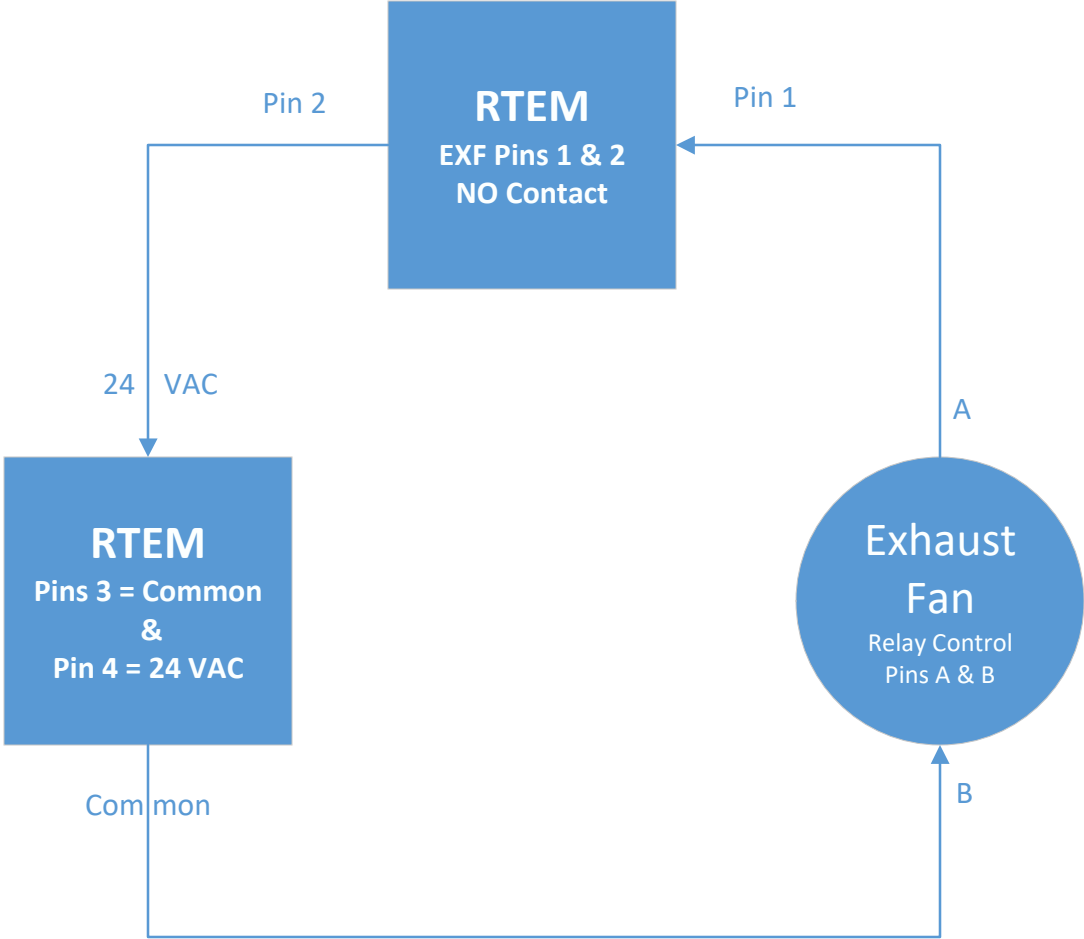 RTEM
EXF Pins 1 & 2
NO Contact
Pin 2
Pin 1
24 VAC
A
RTEM
Pins 3 = Common
&
Pin 4 = 24 VAC
Exhaust
Fan
Relay Control
Pins A & B
Common
B